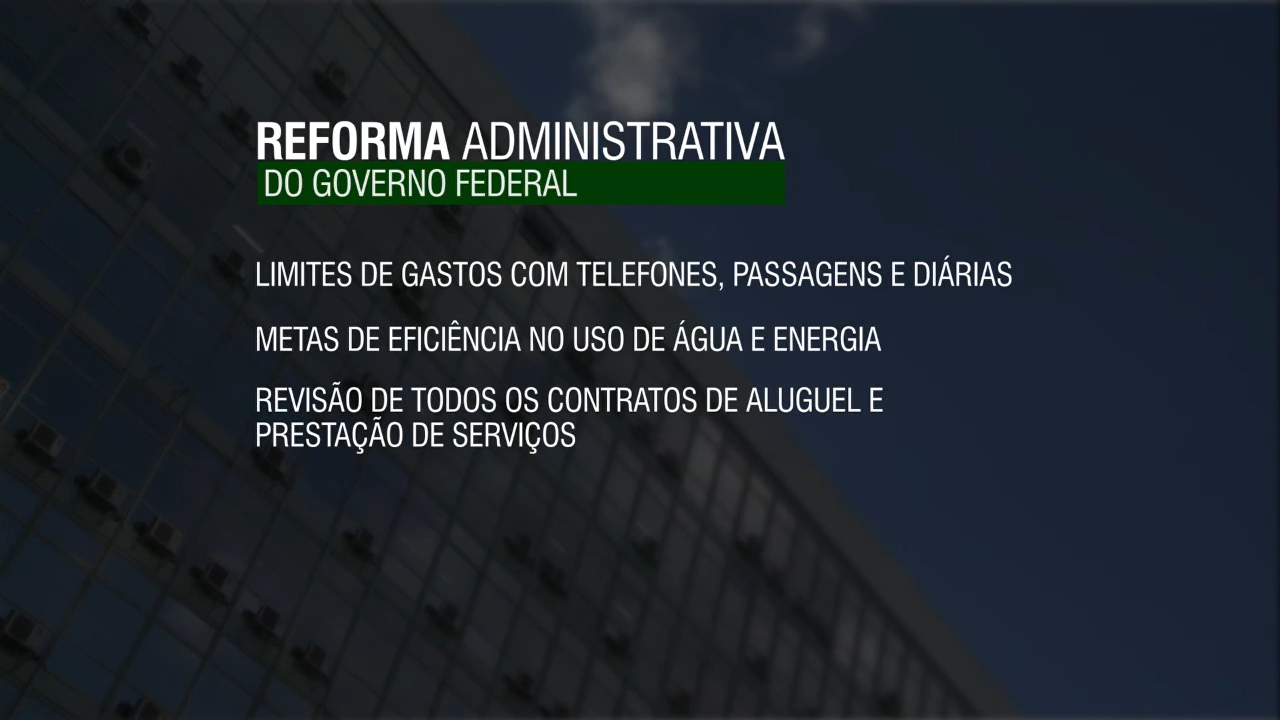 REFORMA ADMINISTRATIVA
DO GOVERNO FEDERAL
LIMITES DE GASTOS COM TELEFONES, PASSAGENS E DIÁRIAS
METAS DE EFICIÊNCIA NO USO DE ÁGUA E ENERGIA
REVISÃO DE TODOS OS CONTRATOS DE ALUGUEL E
PRESTAÇÃO DE SERVIÇOS